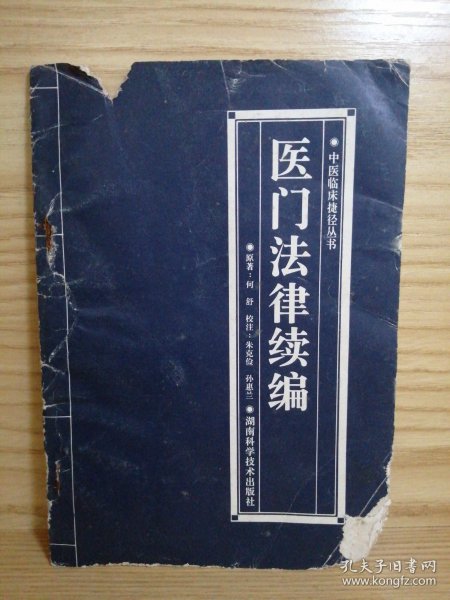 中医临床捷径丛书
医门法律续编
原著：何舒 校注：朱克俭 孙惠兰
湖南科学技术出版社
孔夫子旧书网
www.kongfz.com